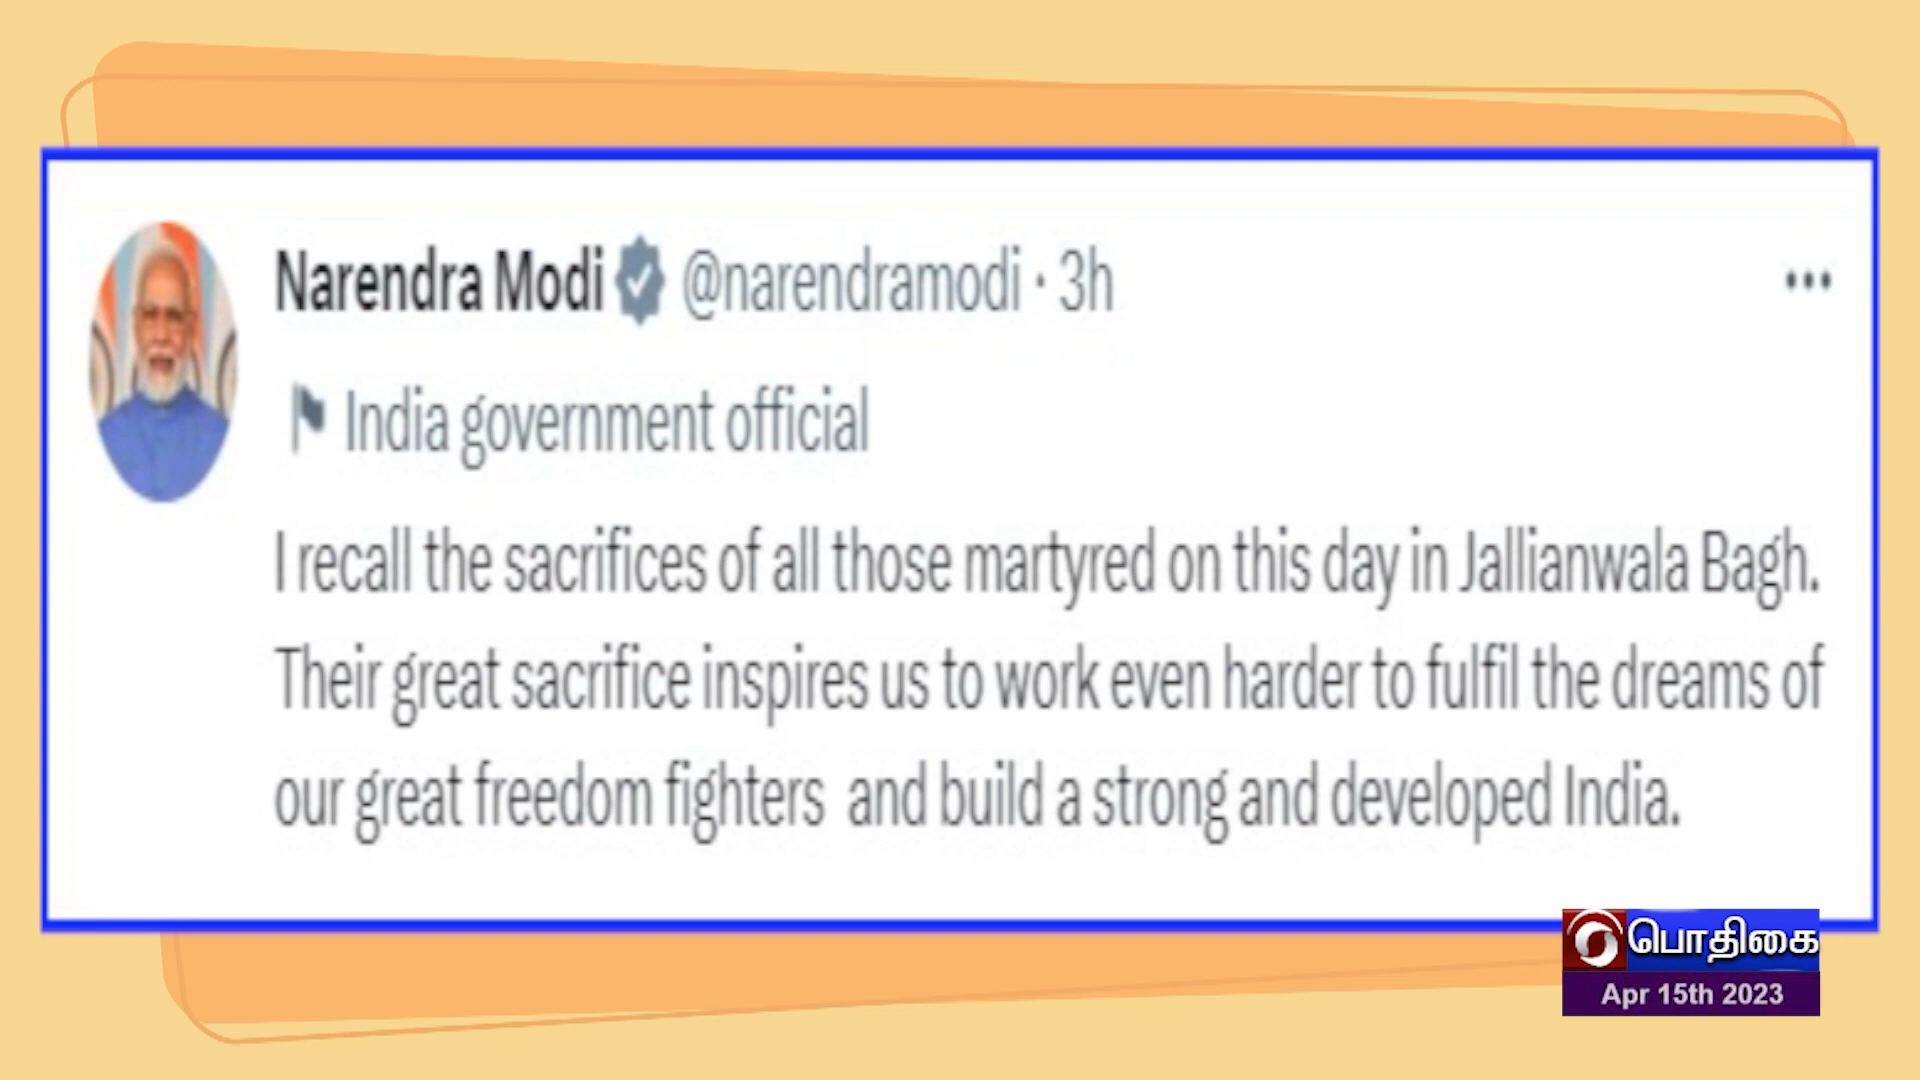 Narendra Modi @narendramodi · 3h
India government official
I recall the sacrifices of all those martyred on this day in Jallianwala Bagh.
Their great sacrifice inspires us to work even harder to fulfil the dreams of
our great freedom fighters and build a strong and developed India.
பொதிகை
Apr 15th 2023